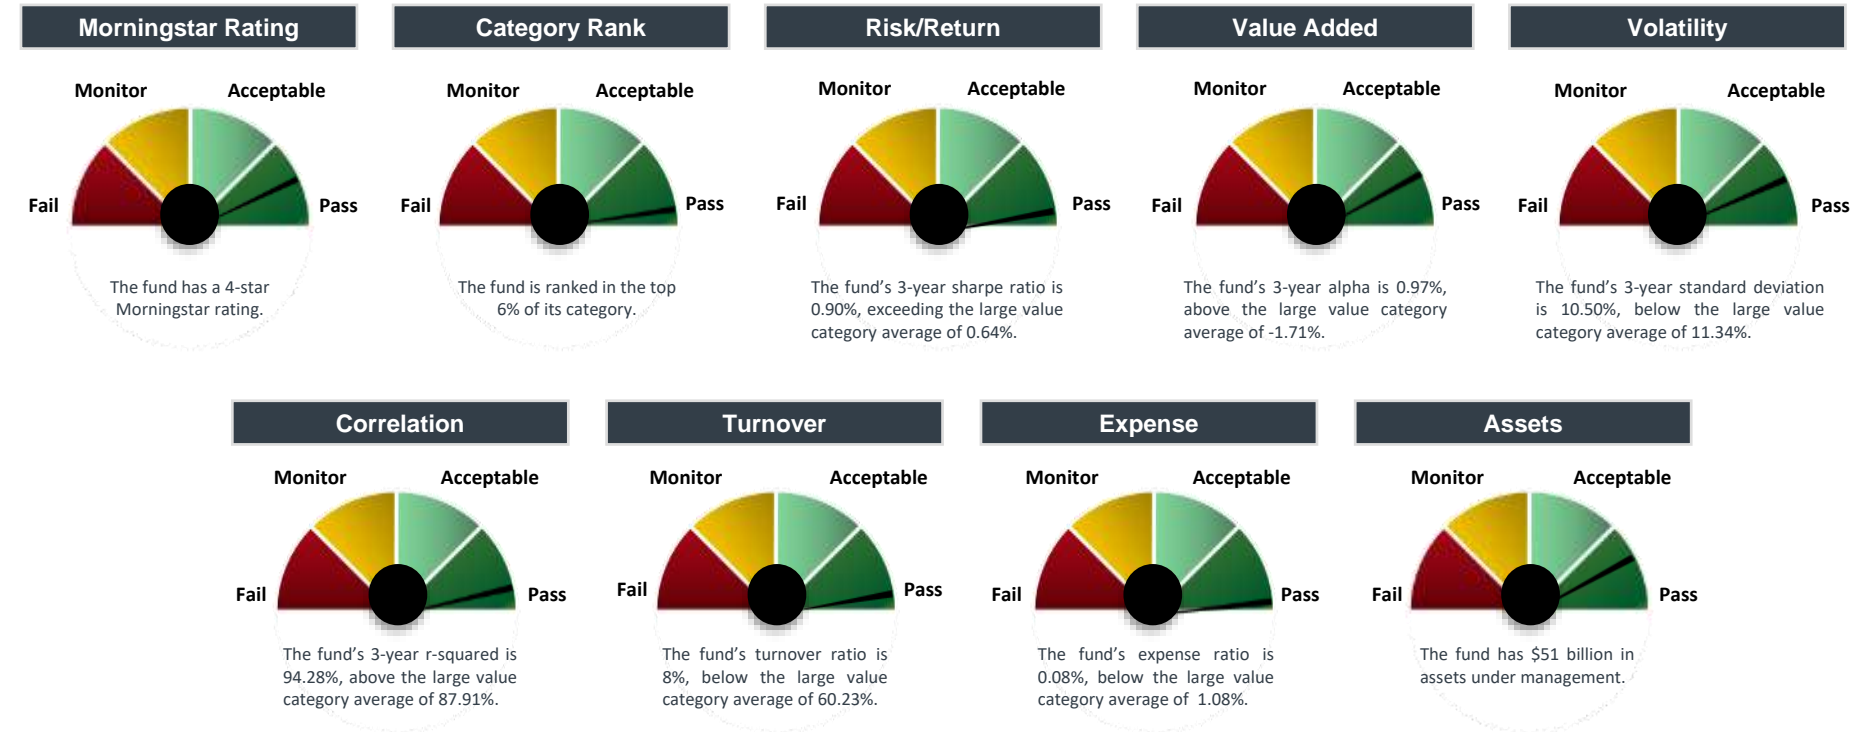 Morningstar Rating
Category Rank
Risk/Return
Value Added
Volatility
Monitor
Acceptable
Fail
Pass
The fund has a 4-star
Morningstar rating.
Monitor
Acceptable
Fail
Pass
The fund is ranked in the top
6% of its category.
Monitor
Acceptable
Fail
Pass
The fund’s 3-year sharpe ratio is
0.90%, exceeding the large value
category average of 0.64%.
Monitor
Acceptable
Fail
Pass
The fund’s 3-year alpha is 0.97%,
above the large value category
average of -1.71%.
Monitor
Acceptable
Fail
Pass
The fund’s 3-year standard deviation
is 10.50%, below the large value
category average of 11.34%.
Correlation
Turnover
Expense
Assets
Monitor
Acceptable
Fail
Pass
The fund’s 3-year r-squared is
94.28%, above the large value
category average of 87.91%.
Monitor
Acceptable
Fail
Pass
The fund’s turnover ratio is
8%, below the large value
category average of 60.23%.
Monitor
Acceptable
Fail
Pass
The fund’s expense ratio is
0.08%, below the large value
category average of 1.08%.
Monitor
Acceptable
Fail
Pass
The fund has $51 billion in
assets under management.